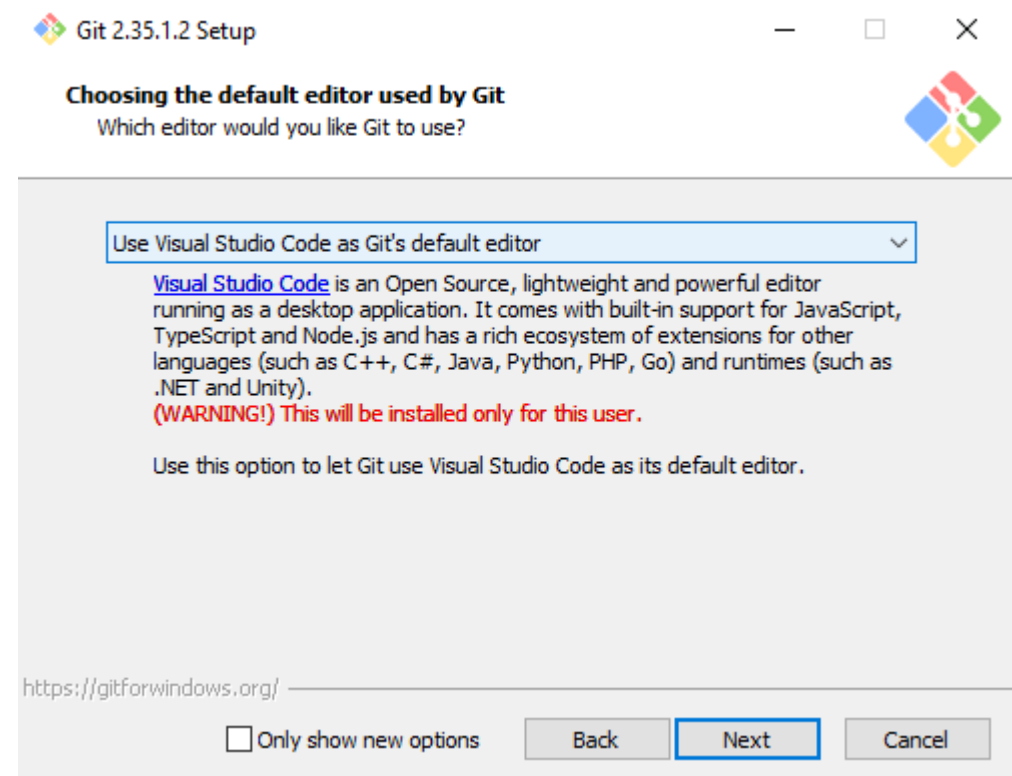 Git 2.35.1.2 Setup
Choosing the default editor used by Git
Which editor would you like Git to use?
Use Visual Studio Code as Git's default editor
Visual Studio Code is an Open Source, lightweight and powerful editor
running as a desktop application. It comes with built-in support for JavaScript,
TypeScript and Node.js and has a rich ecosystem of extensions for other
languages (such as C++, C#, Java, Python, PHP, Go) and runtimes (such as
.NET and Unity).
(WARNING!) This will be installed only for this user.
Use this option to let Git use Visual Studio Code as its default editor.
https://gitforwindows.org/
Only show new options Back Next Cancel